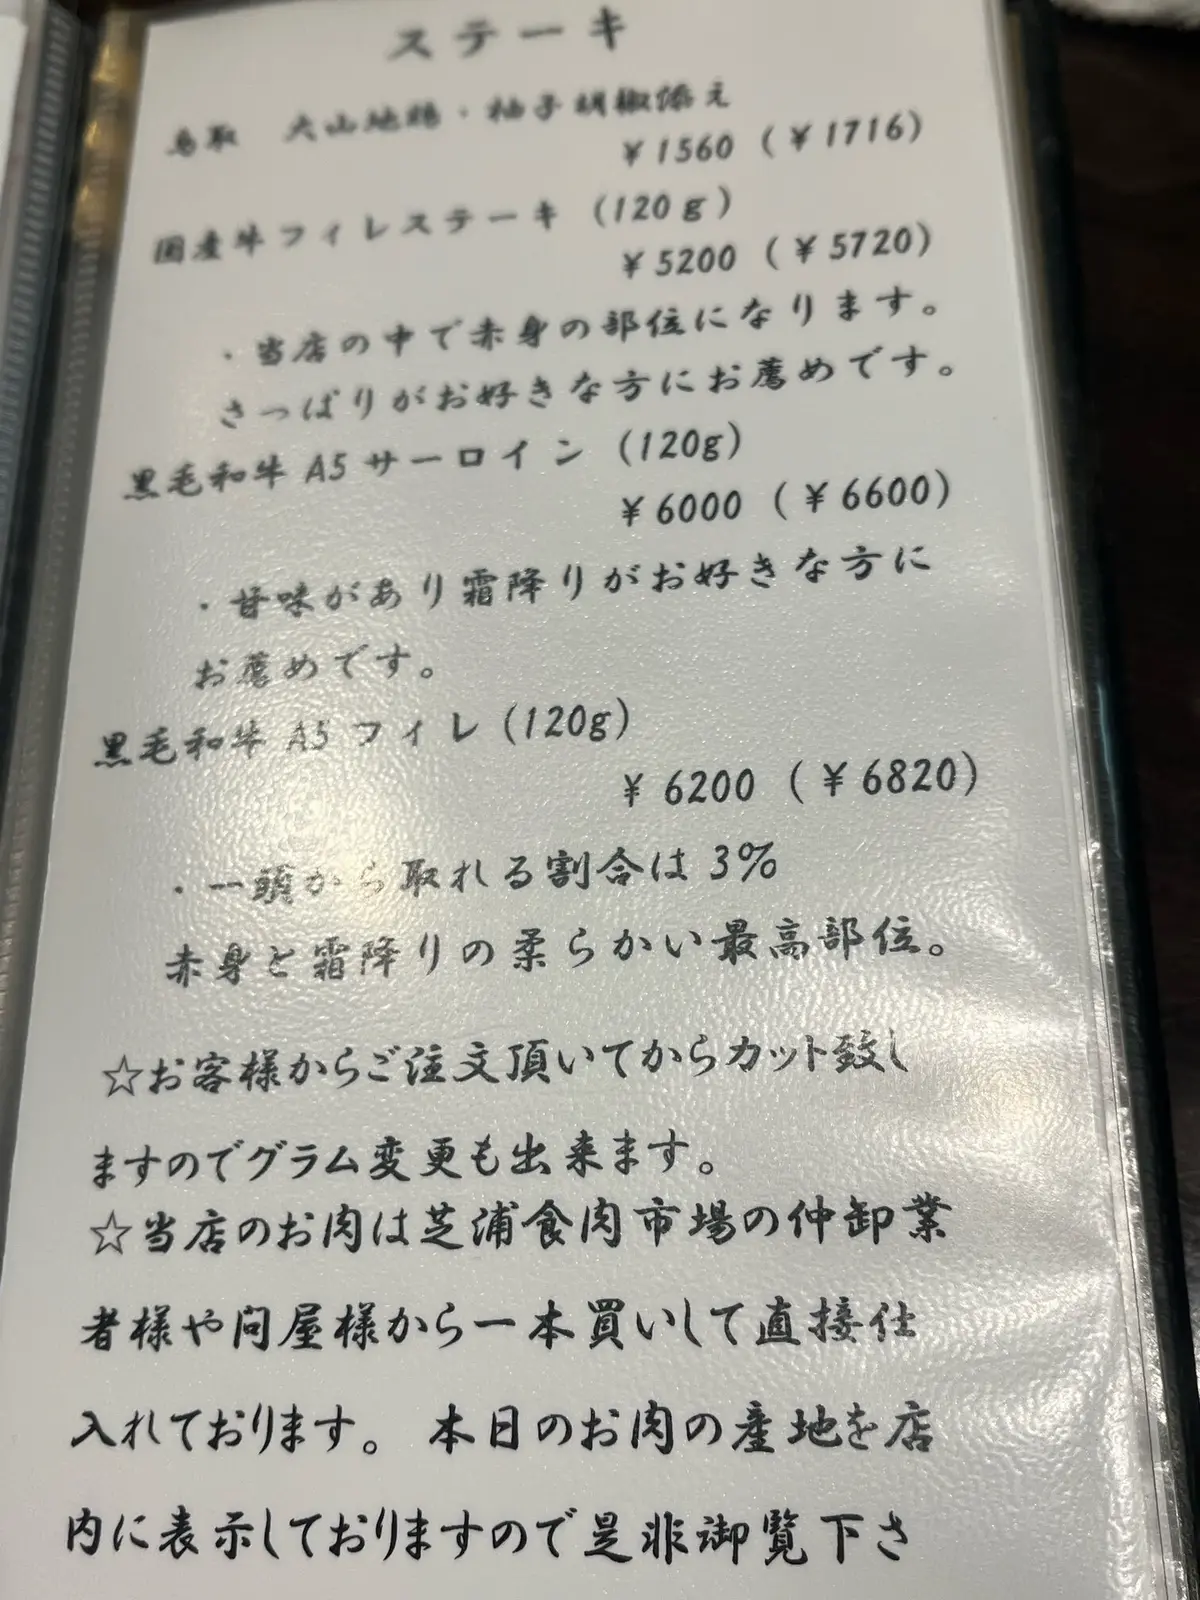 ステーキ
鳥取　大山地鶏・柚子胡椒添え
¥1560（¥1716）
国産牛フィレステーキ（120g）
¥5200（¥5720）
・当店の中で赤身の部位になります。
さっぱりがお好きな方にお薦めです。
黒毛和牛A5サーロイン（120g）
¥6000（¥6600）
・甘味があり霜降りがお好きな方に
お薦めです。
黒毛和牛A5フィレ（120g）
¥6200（¥6820）
・一頭から取れる割合は3%
赤身と霜降りの柔らかい最高部位。
☆お客様からご注文頂いてからカット致し
ますのでグラム変更も出来ます。
☆当店のお肉は芝浦食肉市場の仲卸業
者様や問屋様から一本買いして直接仕
入れております。本日のお肉の産地を店
内に表示しておりますので是非御覧下さ